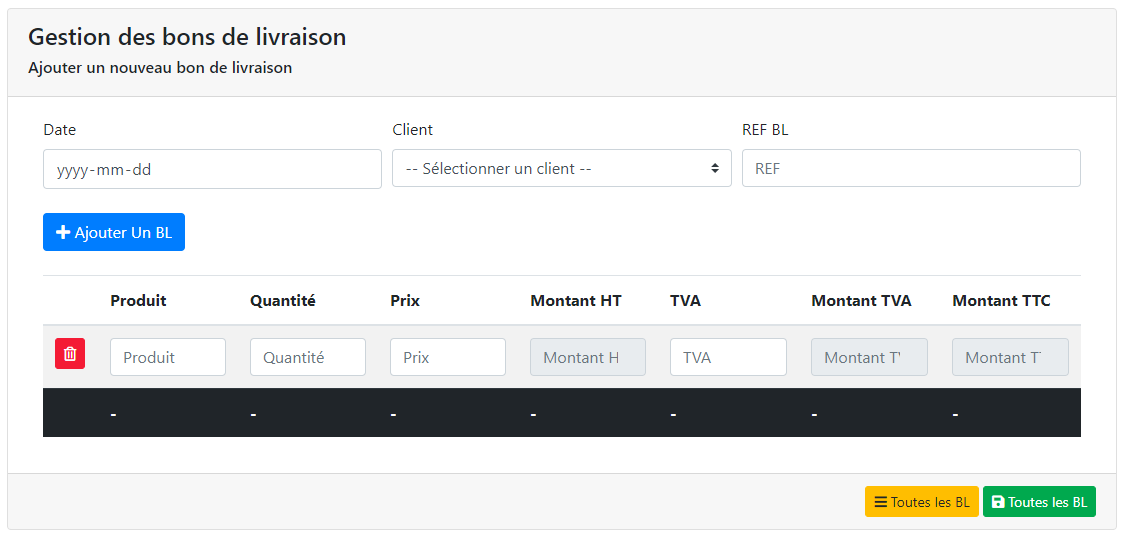 Gestion des bons de livraison
Ajouter un nouveau bon de livraison
Date Client REF BL
yyyy-mm-dd -- Sélectionner un client -- REF
Ajouter Un BL
Produit Quantité Prix Montant HT TVA Montant TVA Montant TTC
Produit Quantité Prix Montant H TVA Montant T Montant T
- - - - - - -
Toutes les BL Toutes les BL